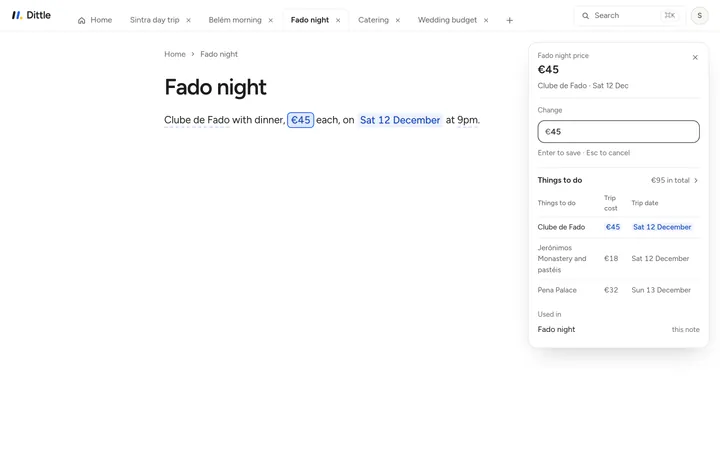 Dittle
Home
Sintra day trip ×
Belém morning ×
Fado night ×
Catering ×
Wedding budget ×
+
Search ⌘K
S
Home > Fado night
Fado night
Clube de Fado with dinner, €45 each, on Sat 12 December at 9pm.
Fado night price
×
€45
Clube de Fado · Sat 12 Dec
Change
€45
Enter to save · Esc to cancel
Things to do €95 in total >
Things to do Trip cost Trip date
Clube de Fado €45 Sat 12 December
Jerónimos
Monastery and €18 Sat 12 December
pastéis
Pena Palace €32 Sun 13 December
Used in
Fado night this note